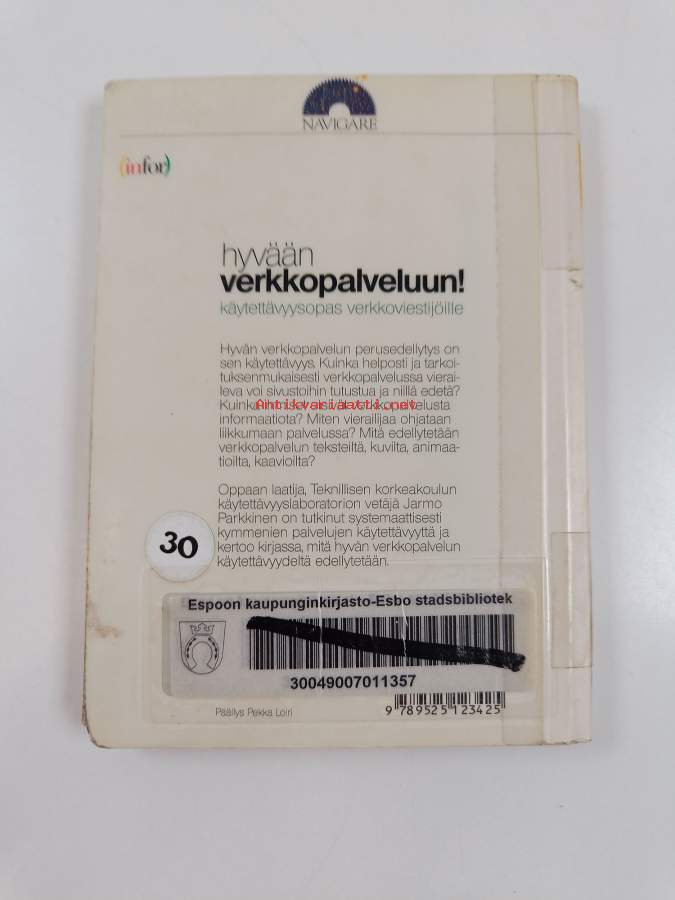 NAVIGARE
(infor)
hyvään
verkkopalveluun!
käytettävyysopas verkkoviestijöille
Hyvän verkkopalvelun perusedellytys on
sen käytettävyys. Kuinka helposti ja tarkoi-
tuksenmukaisesti verkkopalvelussa vierai-
leva voi sivustoihin tutustua ja niillä edetä?
Kuinka ihminen etsii verkkopalvelusta
Antikvariaatti.net
informaatiota? Miten vierailijaa ohjataan
liikkumaan palvelussa? Mitä edellytetään
verkkopalvelun teksteiltä, kuvilta, animaa-
tioilta, kaavioilta?
Oppaan laatija, Teknillisen korkeakoulun
käytettävyyslaboratorion vetäjä Jarmo
Parkkinen on tutkinut systemaattisesti
kymmenien palvelujen käytettävyyttä ja
kertoo kirjassa, mitä hyvän verkkopalvelun
käytettävyydeltä edellytetään.
30
Espoon kaupunginkirjasto-Esbo stadsbibliotek
30049007011357
Päällys Pekka Loiri
9 789525 123425